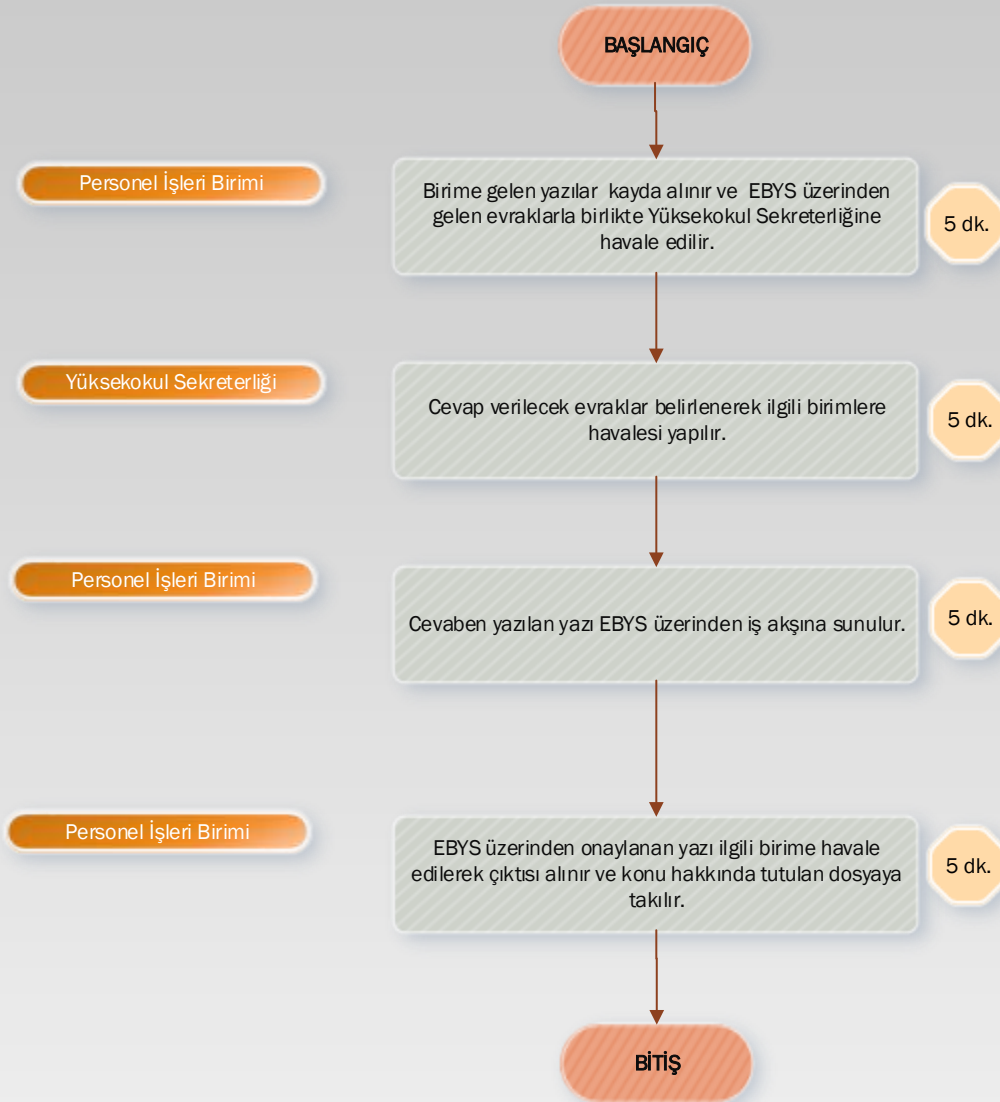 BAŞLANGIÇ
Personel İşleri Birimi
Birime gelen yazılar kayda alınır ve EBYS üzerinden
gelen evraklarla birlikte Yüksekokul Sekreterliğine
havale edilir.
5 dk.
Yüksekokul Sekreterliği
Cevap verilecek evraklar belirlenerek ilgili birimlere
havalesi yapılır.
5 dk.
Personel İşleri Birimi
Cevaben yazılan yazı EBYS üzerinden iş akşına sunulur.
5 dk.
Personel İşleri Birimi
EBYS üzerinden onaylanan yazı ilgili birime havale
edilerek çıktısı alınır ve konu hakkında tutulan dosyaya
takılır.
5 dk.
BİTİŞ